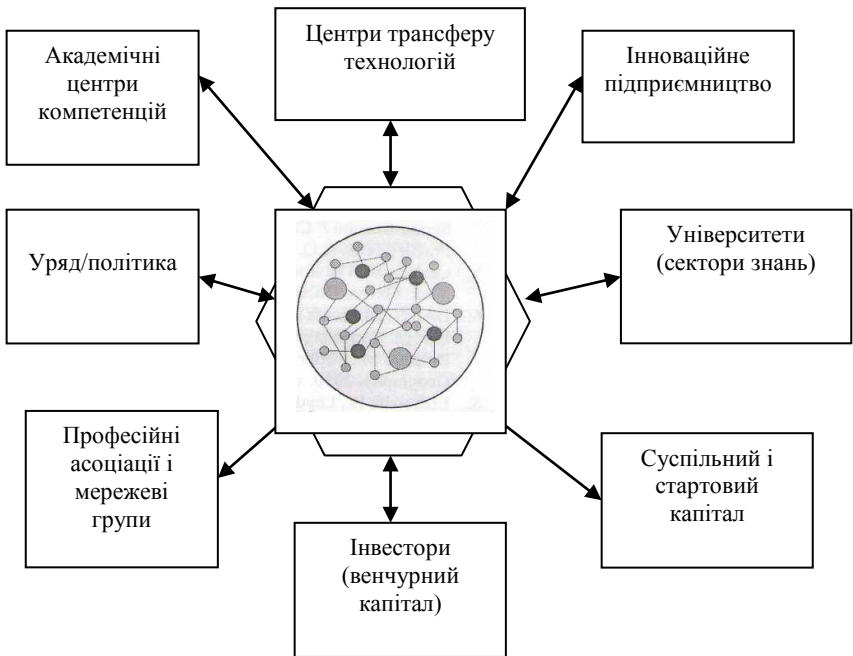 Академічні
центри
компетенцій
Центри трансферу
технологій
Інноваційне
підприємництво
Уряд/політика
Університети
(сектори знань)
Професійні
асоціації і
мережеві
групи
Інвестори
(венчурний
капітал)
Суспільний і
стартовий
капітал